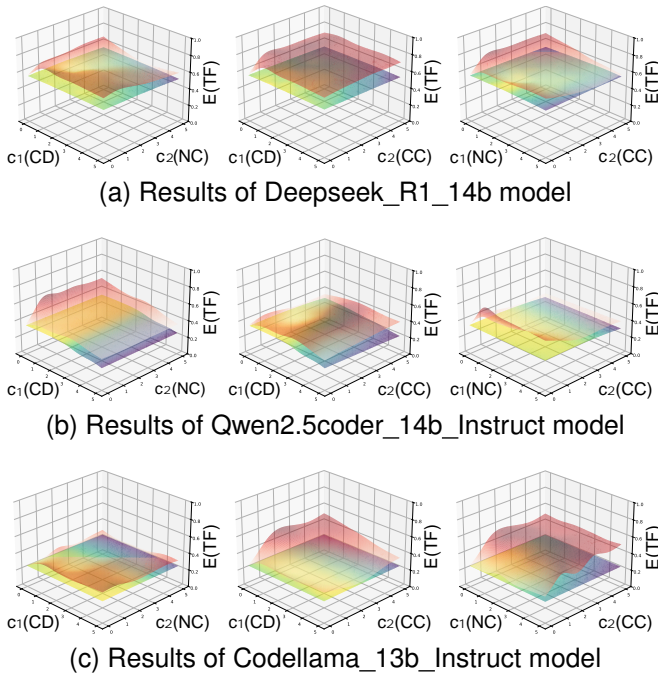 E(TF)
c1(CD)
c2(NC)
E(TF)
c1(CD)
c2(CC)
E(TF)
c1(NC)
c2(CC)
(a) Results of Deepseek_R1_14b model
E(TF)
c1(CD)
c2(NC)
E(TF)
c1(CD)
c2(CC)
E(TF)
c1(NC)
c2(CC)
(b) Results of Qwen2.5coder_14b_Instruct model
E(TF)
c1(CD)
c2(NC)
E(TF)
c1(CD)
c2(CC)
E(TF)
c1(NC)
c2(CC)
(c) Results of Codellama_13b_Instruct model